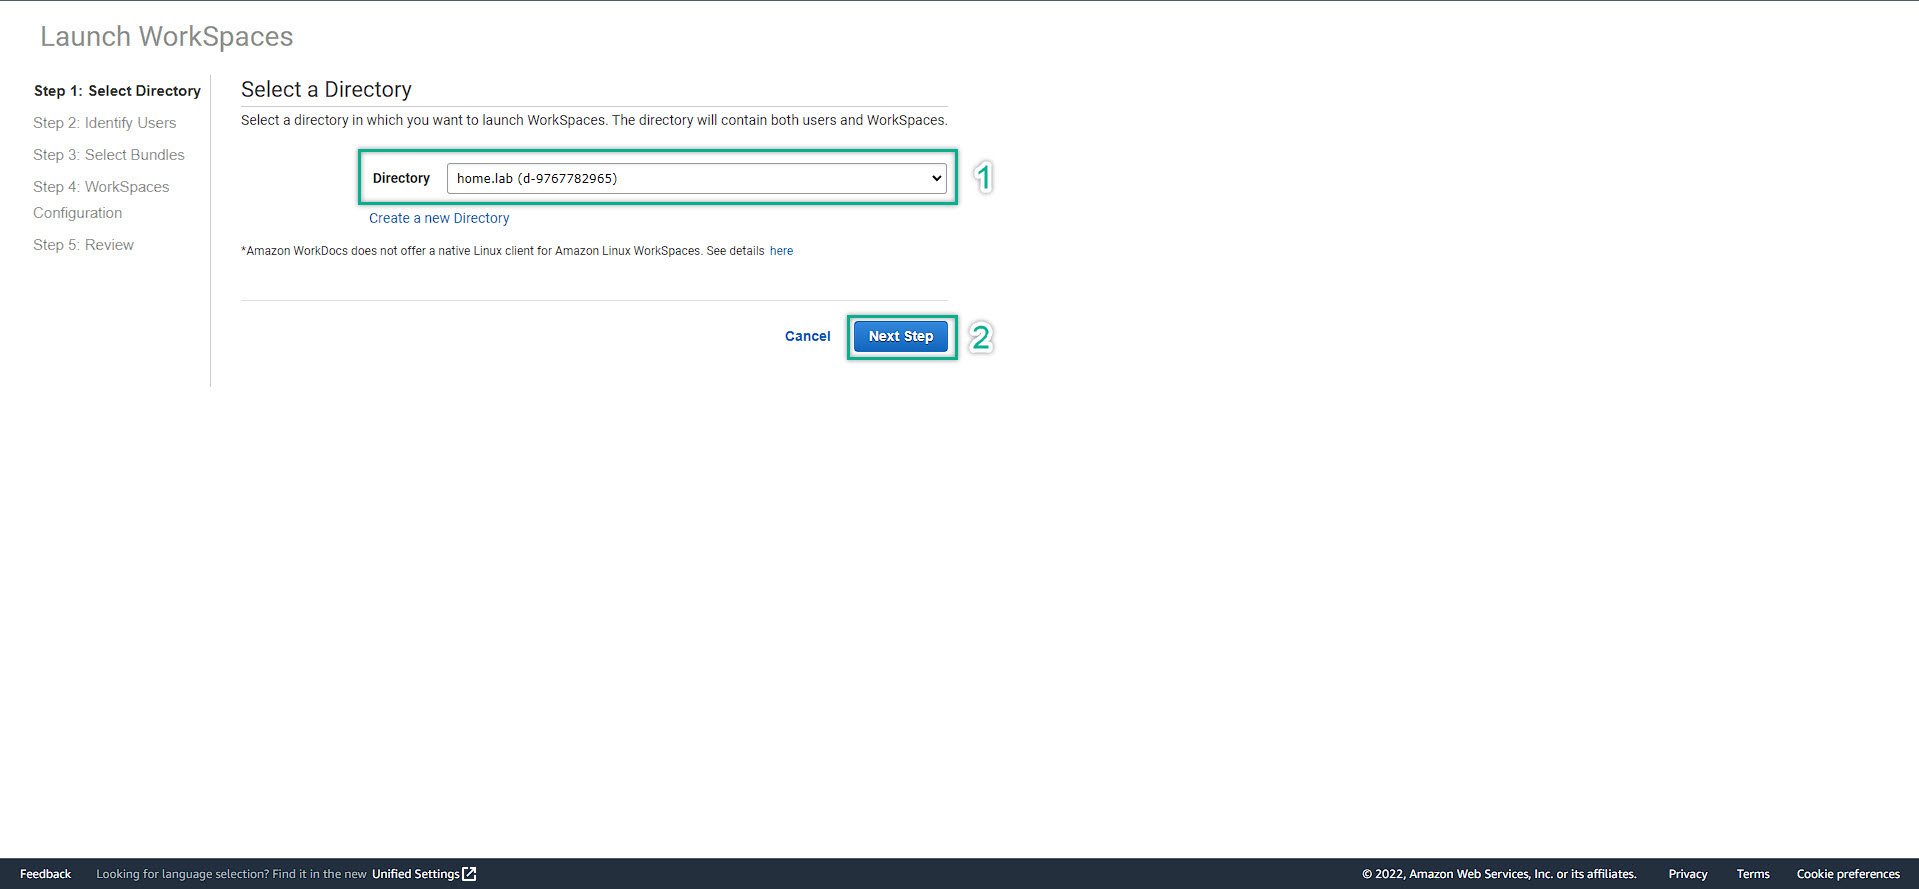 Launch WorkSpaces
Step 1: Select Directory
Step 2: Identify Users
Step 3: Select Bundles
Step 4: WorkSpaces
Configuration
Step 5: Review
Select a Directory
Select a directory in which you want to launch WorkSpaces. The directory will contain both users and WorkSpaces.
Directory home.lab (d-9767782965) 1
Create a new Directory
*Amazon WorkDocs does not offer a native Linux client for Amazon Linux WorkSpaces. See details here
Cancel Next Step 2
Feedback Looking for language selection? Find it in the new Unified Settings © 2022, Amazon Web Services, Inc. or its affiliates. Privacy Terms Cookie preferences